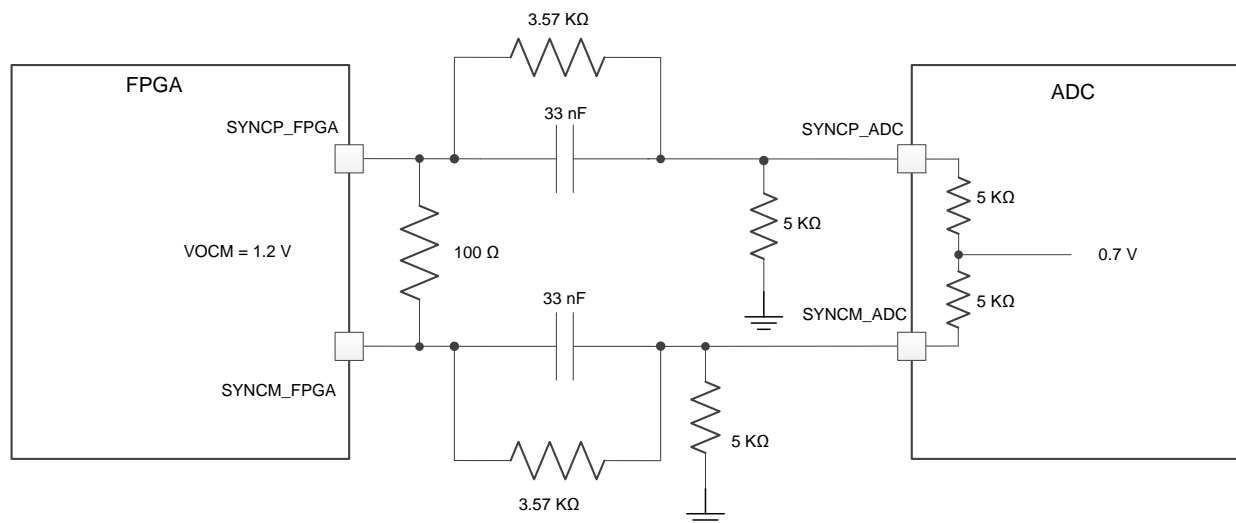 3.57 KΩ
FPGA
ADC
33 nF
SYNCP_FPGA
SYNCP_ADC
5 KΩ
5 KΩ
VOCM = 1.2 V
100 Ω
0.7 V
33 nF
5 KΩ
SYNCM_ADC
SYNCM_FPGA
5 KΩ
3.57 KΩ